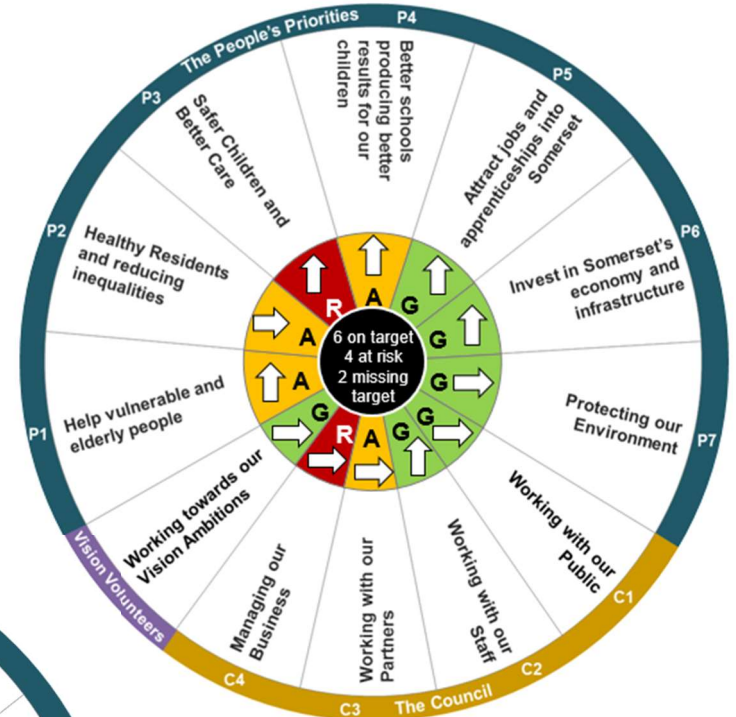 The People's Priorities
P1
Help vulnerable and
elderly people
A
P2
Healthy Residents
and reducing
inequalities
A
P3
Safer Children and
Better Care
R
P4
Better schools
producing better
results for our
children
A
P5
Attract jobs and
apprenticeships into
Somerset
G
P6
Invest in Somerset's
economy and
infrastructure
G
P7
Protecting our
Environment
G
C1
Working with our
Public
G
C2
Working with our
Staff
G
The Council
C3
Working with our
Partners
A
C4
Managing our
Business
R
Vision Volunteers
Working towards our
Vision Ambitions
G
6 on target
4 at risk
2 missing
target